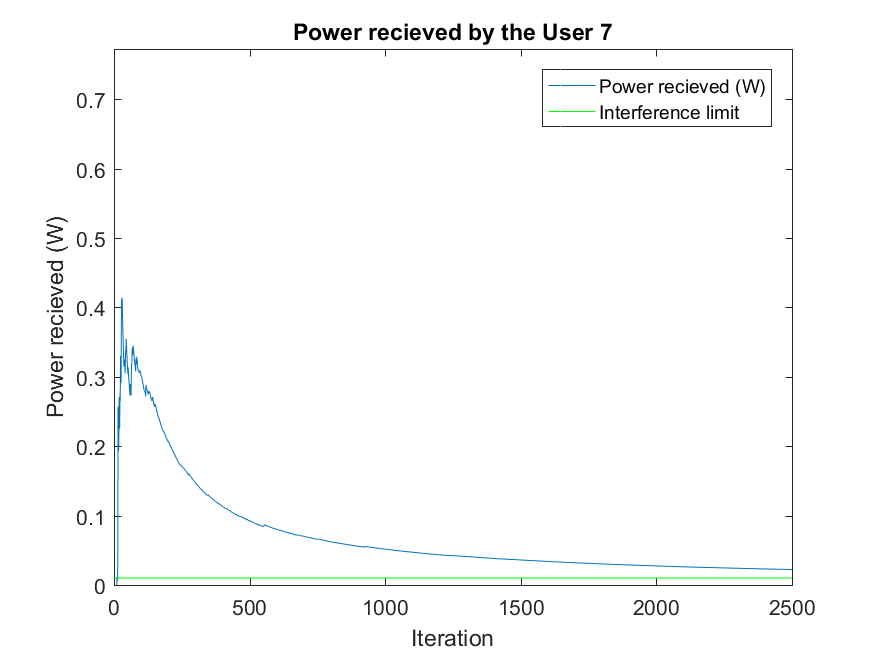 Power recieved by the User 7
Power recieved (W)
Interference limit
Power recieved (W)
0.7
0.6
0.5
0.4
0.3
0.2
0.1
0
0 500 1000 1500 2000 2500
Iteration